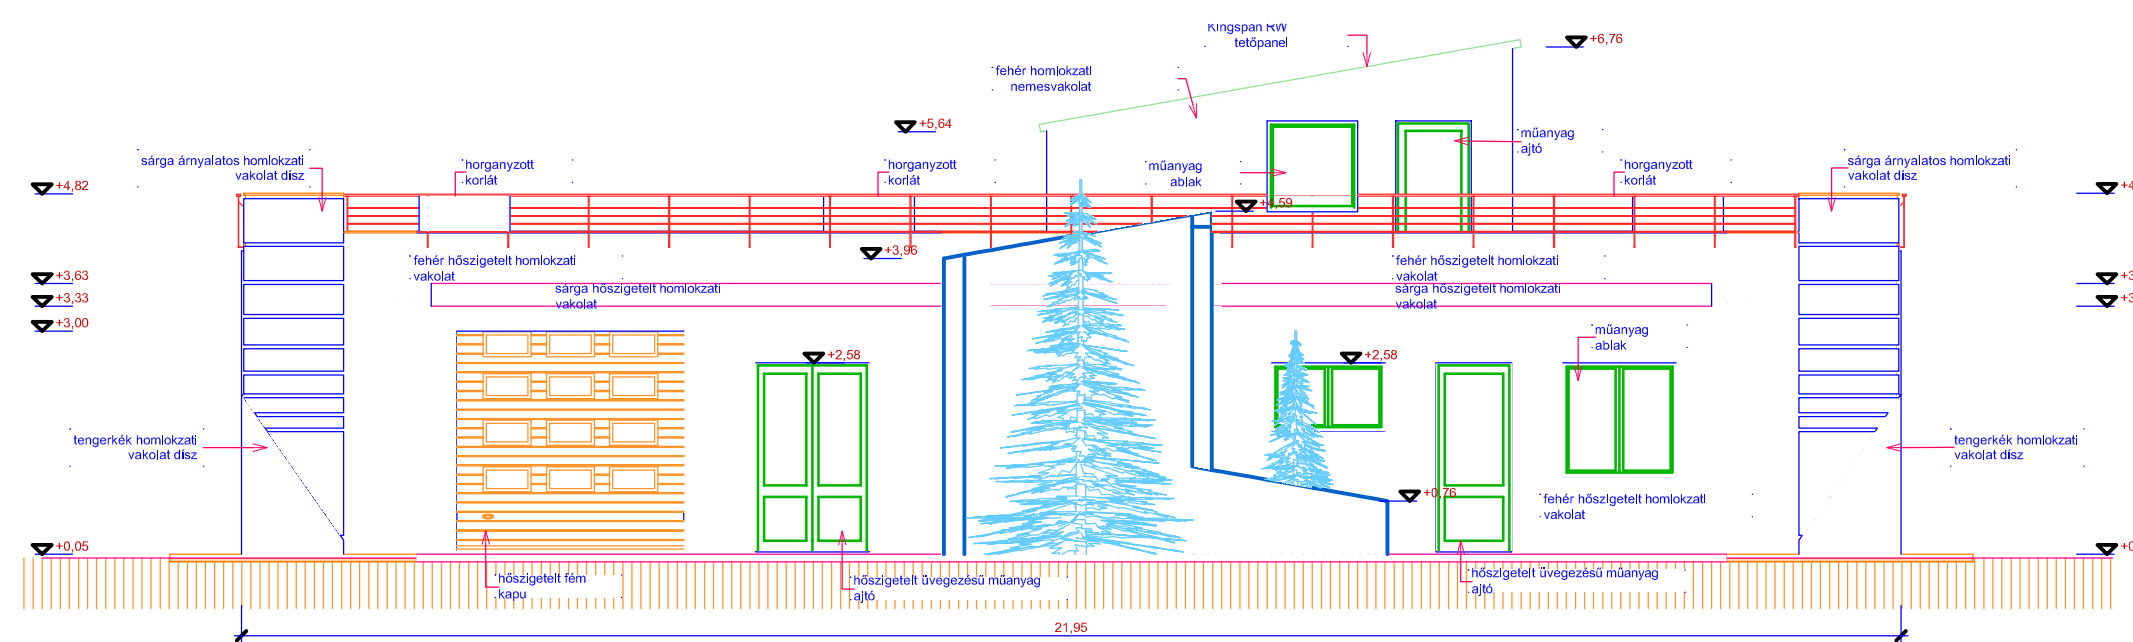 Kingspan RW
tetőpanel
+6,76
fehér homlokzati
nemesvakolat
+5,64
műanyag
ajtó
sárga árnyalatos homlokzati
vakolat dísz
horganyzott
korlát
horganyzott
korlát
műanyag
ablak
horganyzott
korlát
sárga árnyalatos homlokzati
vakolat dísz
+4,82
+4,59
+3,96
fehér hőszigetelt homlokzati
vakolat
fehér hőszigetelt homlokzati
vakolat
+3,63
sárga hőszigetelt homlokzati
vakolat
sárga hőszigetelt homlokzati
vakolat
+3,33
+3,00
műanyag
ablak
+2,58
+2,58
tengerkék homlokzati
vakolat dísz
tengerkék homlokzati
vakolat dísz
+0,76
fehér hőszigetelt homlokzati
vakolat
+0,05
hőszigetelt fém
kapu
hőszigetelt üvegezésű műanyag
ajtó
hőszigetelt üvegezésű műanyag
ajtó
21,95